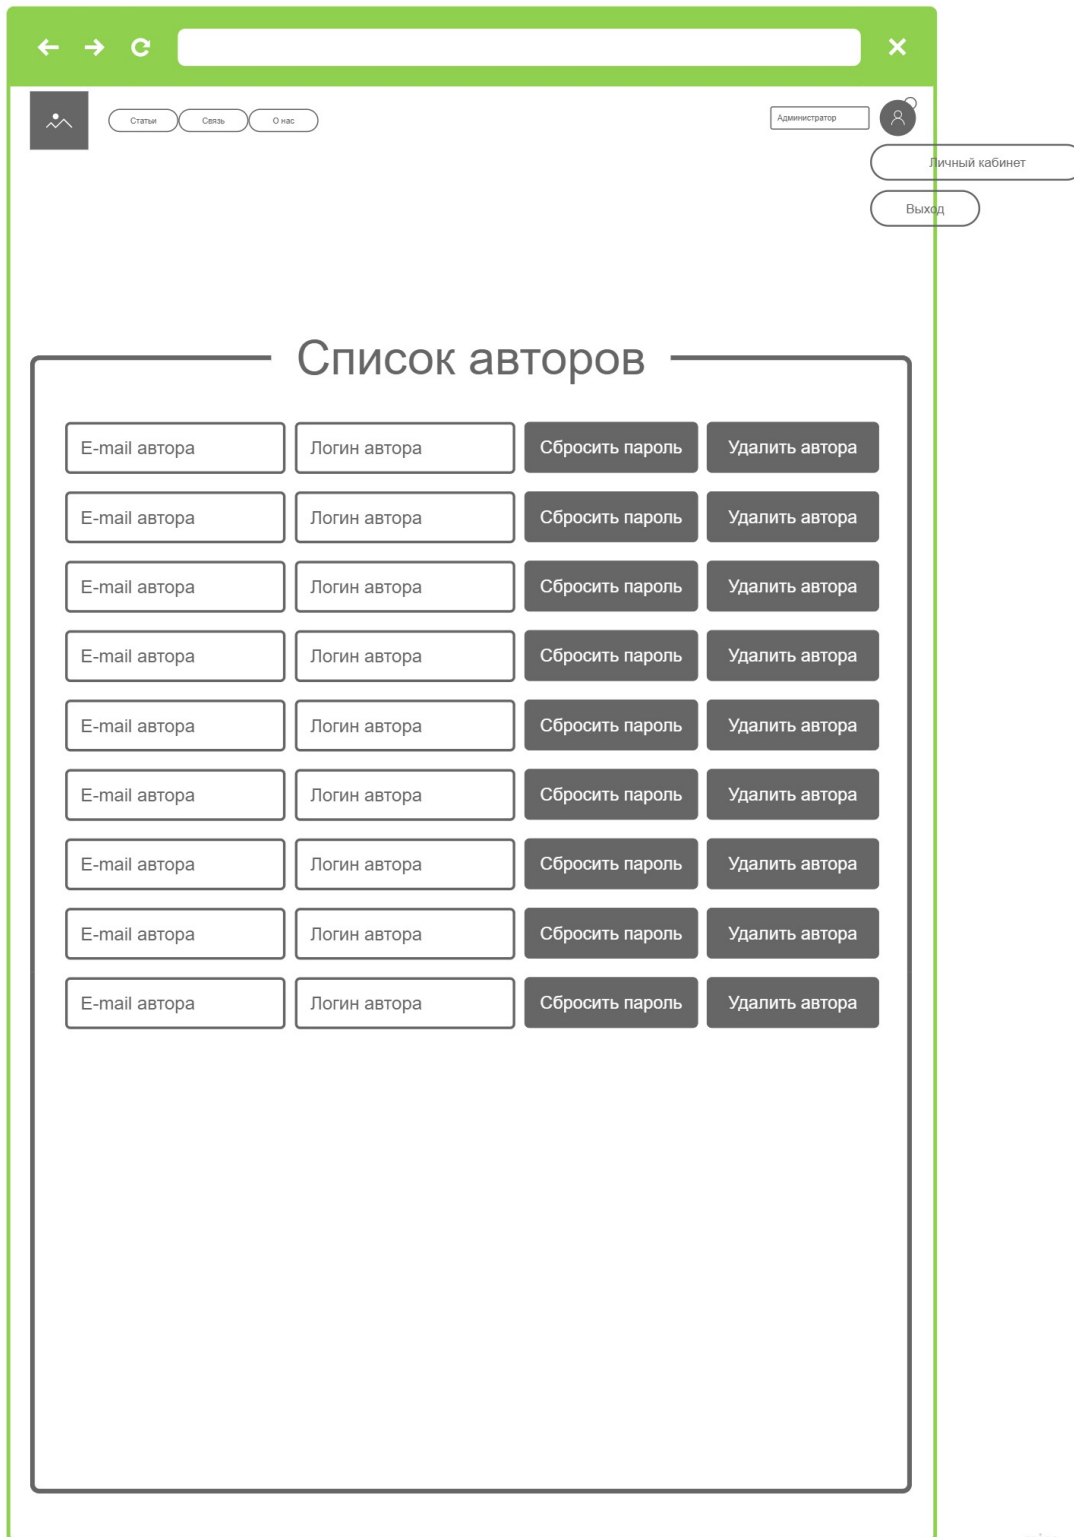 Статьи Связь О нас Администратор
Личный кабинет
Выход
Список авторов
E-mail автора Логин автора Сбросить пароль Удалить автора
E-mail автора Логин автора Сбросить пароль Удалить автора
E-mail автора Логин автора Сбросить пароль Удалить автора
E-mail автора Логин автора Сбросить пароль Удалить автора
E-mail автора Логин автора Сбросить пароль Удалить автора
E-mail автора Логин автора Сбросить пароль Удалить автора
E-mail автора Логин автора Сбросить пароль Удалить автора
E-mail автора Логин автора Сбросить пароль Удалить автора
E-mail автора Логин автора Сбросить пароль Удалить автора